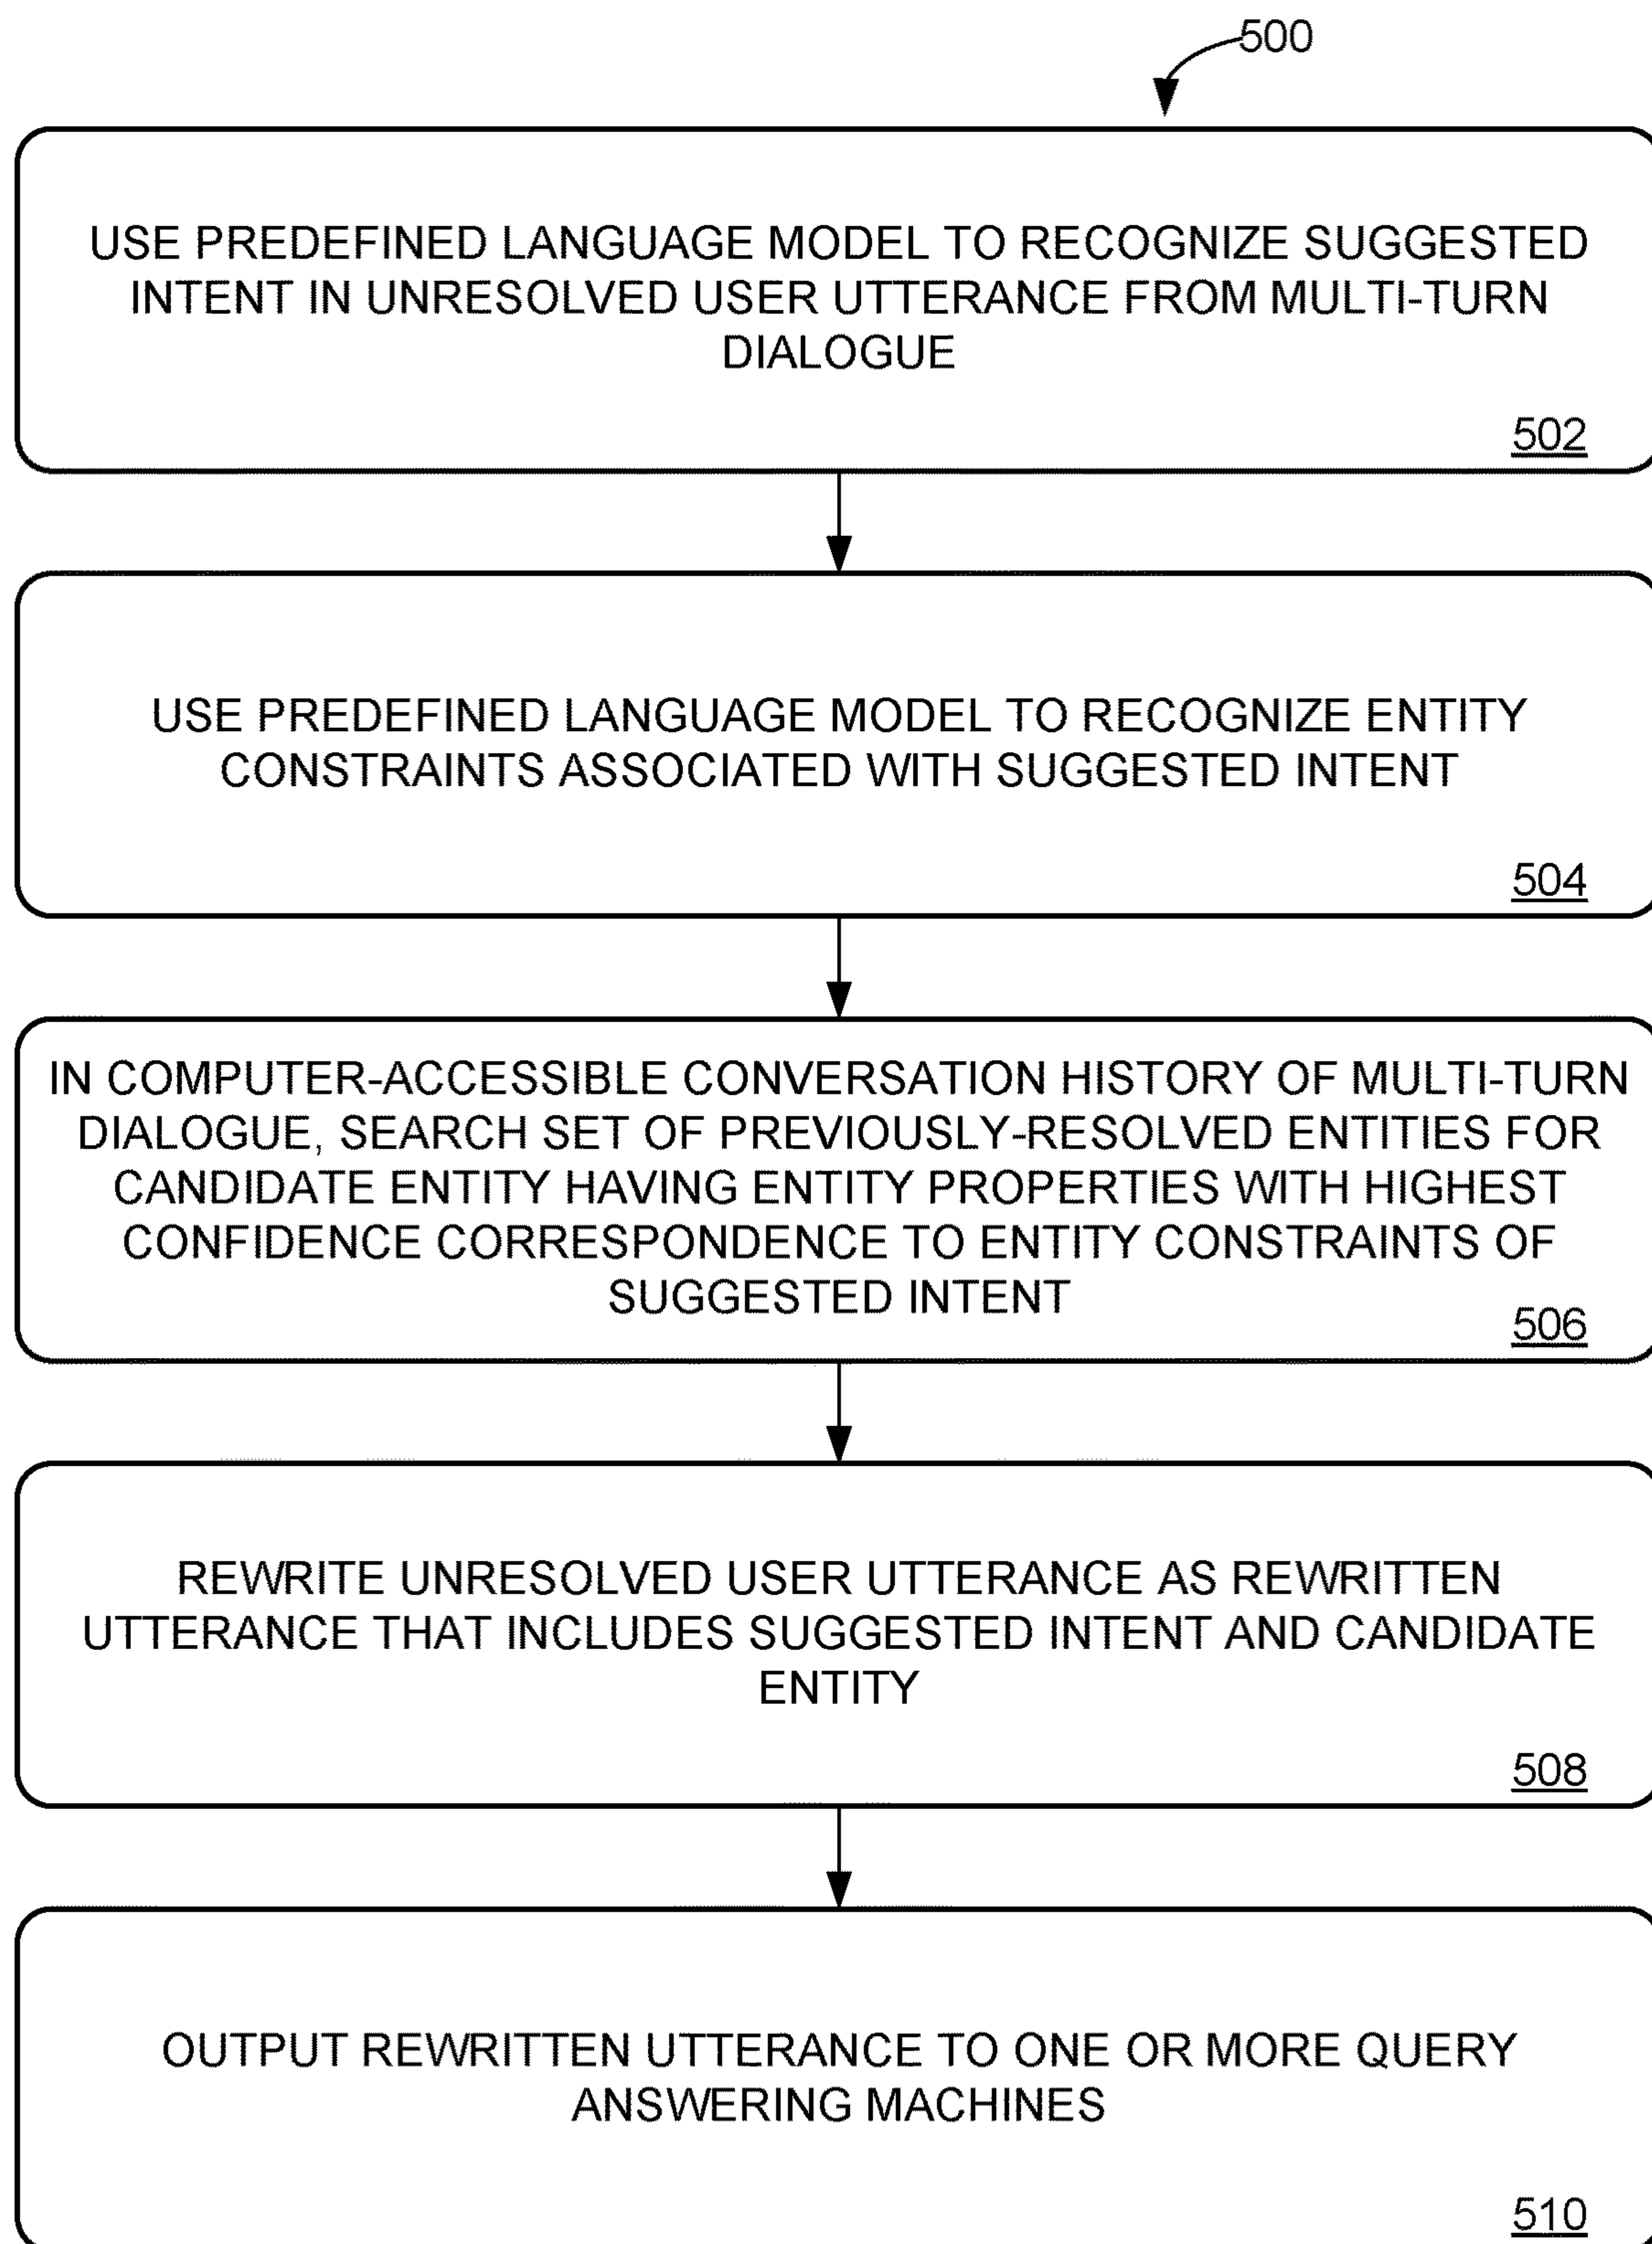 500
USE PREDEFINED LANGUAGE MODEL TO RECOGNIZE SUGGESTED
INTENT IN UNRESOLVED USER UTTERANCE FROM MULTI-TURN
DIALOGUE
502
USE PREDEFINED LANGUAGE MODEL TO RECOGNIZE ENTITY
CONSTRAINTS ASSOCIATED WITH SUGGESTED INTENT
504
IN COMPUTER-ACCESSIBLE CONVERSATION HISTORY OF MULTI-TURN
DIALOGUE, SEARCH SET OF PREVIOUSLY-RESOLVED ENTITIES FOR
CANDIDATE ENTITY HAVING ENTITY PROPERTIES WITH HIGHEST
CONFIDENCE CORRESPONDENCE TO ENTITY CONSTRAINTS OF
SUGGESTED INTENT
506
REWRITE UNRESOLVED USER UTTERANCE AS REWRITTEN
UTTERANCE THAT INCLUDES SUGGESTED INTENT AND CANDIDATE
ENTITY
508
OUTPUT REWRITTEN UTTERANCE TO ONE OR MORE QUERY
ANSWERING MACHINES
510